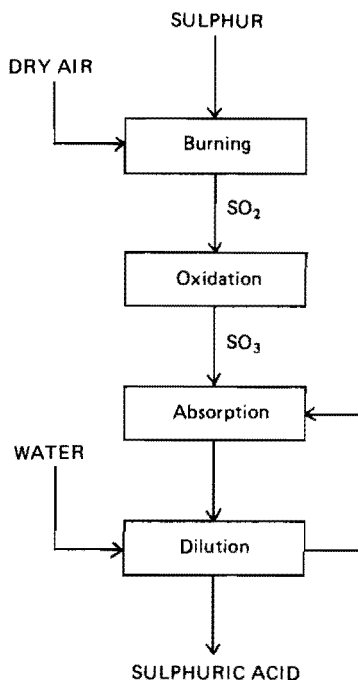 SULPHUR
DRY AIR
Burning
SO₂
Oxidation
SO₃
Absorption
WATER
Dilution
SULPHURIC ACID